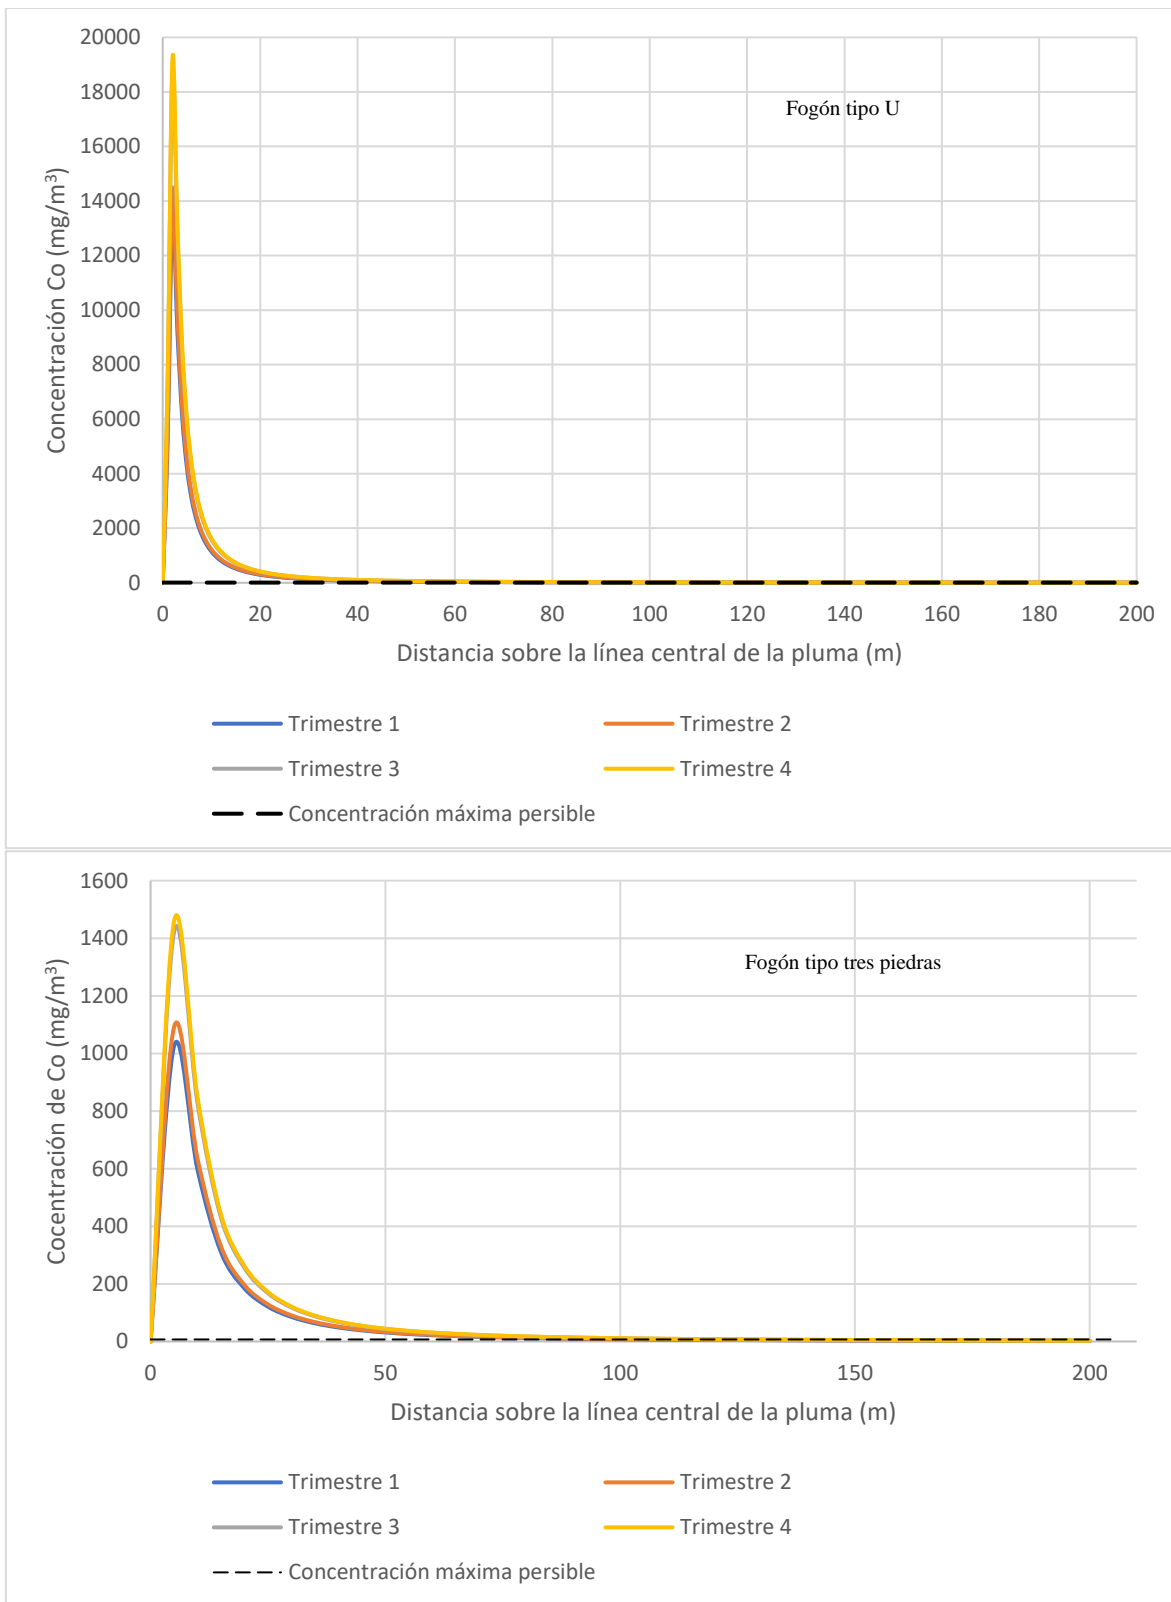 20000
18000
16000
14000
12000
10000
8000
6000
4000
2000
0
Concentración Co (mg/m³)
Fogón tipo U
0 20 40 60 80 100 120 140 160 180 200
Distancia sobre la línea central de la pluma (m)
Trimestre 1 Trimestre 2
Trimestre 3 Trimestre 4
Concentración máxima persible
1600
1400
1200
1000
800
600
400
200
0
Cocentración de Co (mg/m³)
Fogón tipo tres piedras
0 50 100 150 200
Distancia sobre la línea central de la pluma (m)
Trimestre 1 Trimestre 2
Trimestre 3 Trimestre 4
Concentración máxima persible